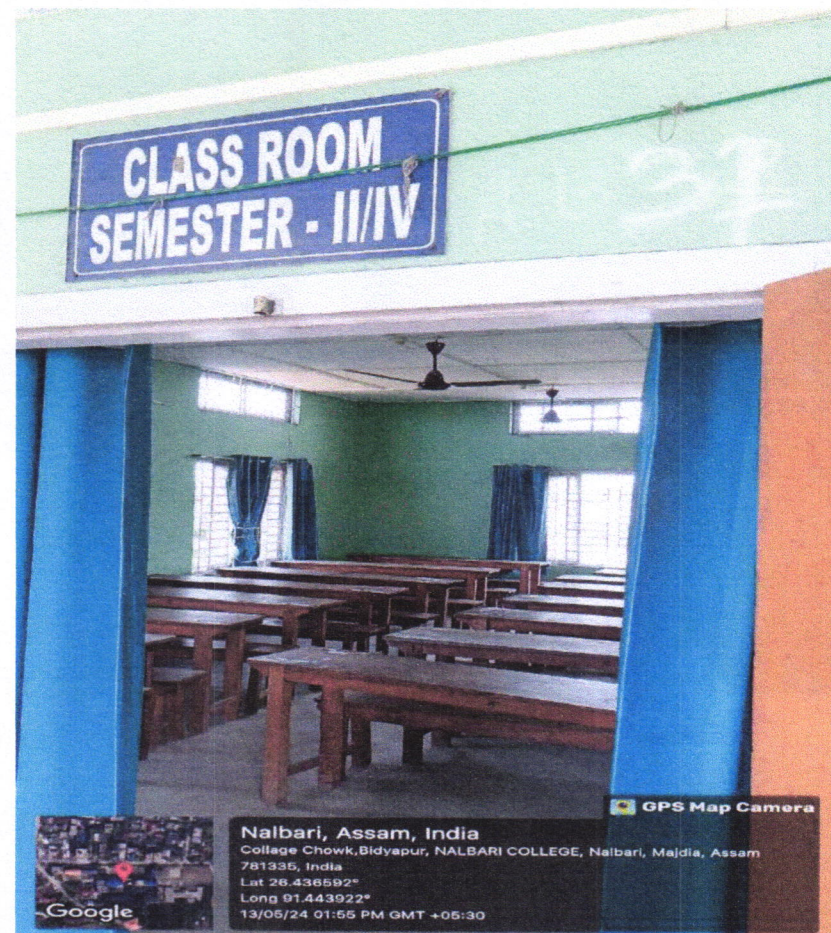 CLASS ROOM
SEMESTER - II/IV
37
GPS Map Camera
Nalbari, Assam, India
Collage Chowk,Bidyapur, NALBARI COLLEGE, Nalbari, Majdia, Assam
781335, India
Lat 26.436592°
Long 91.443922°
13/05/24 01:55 PM GMT +05:30
Google